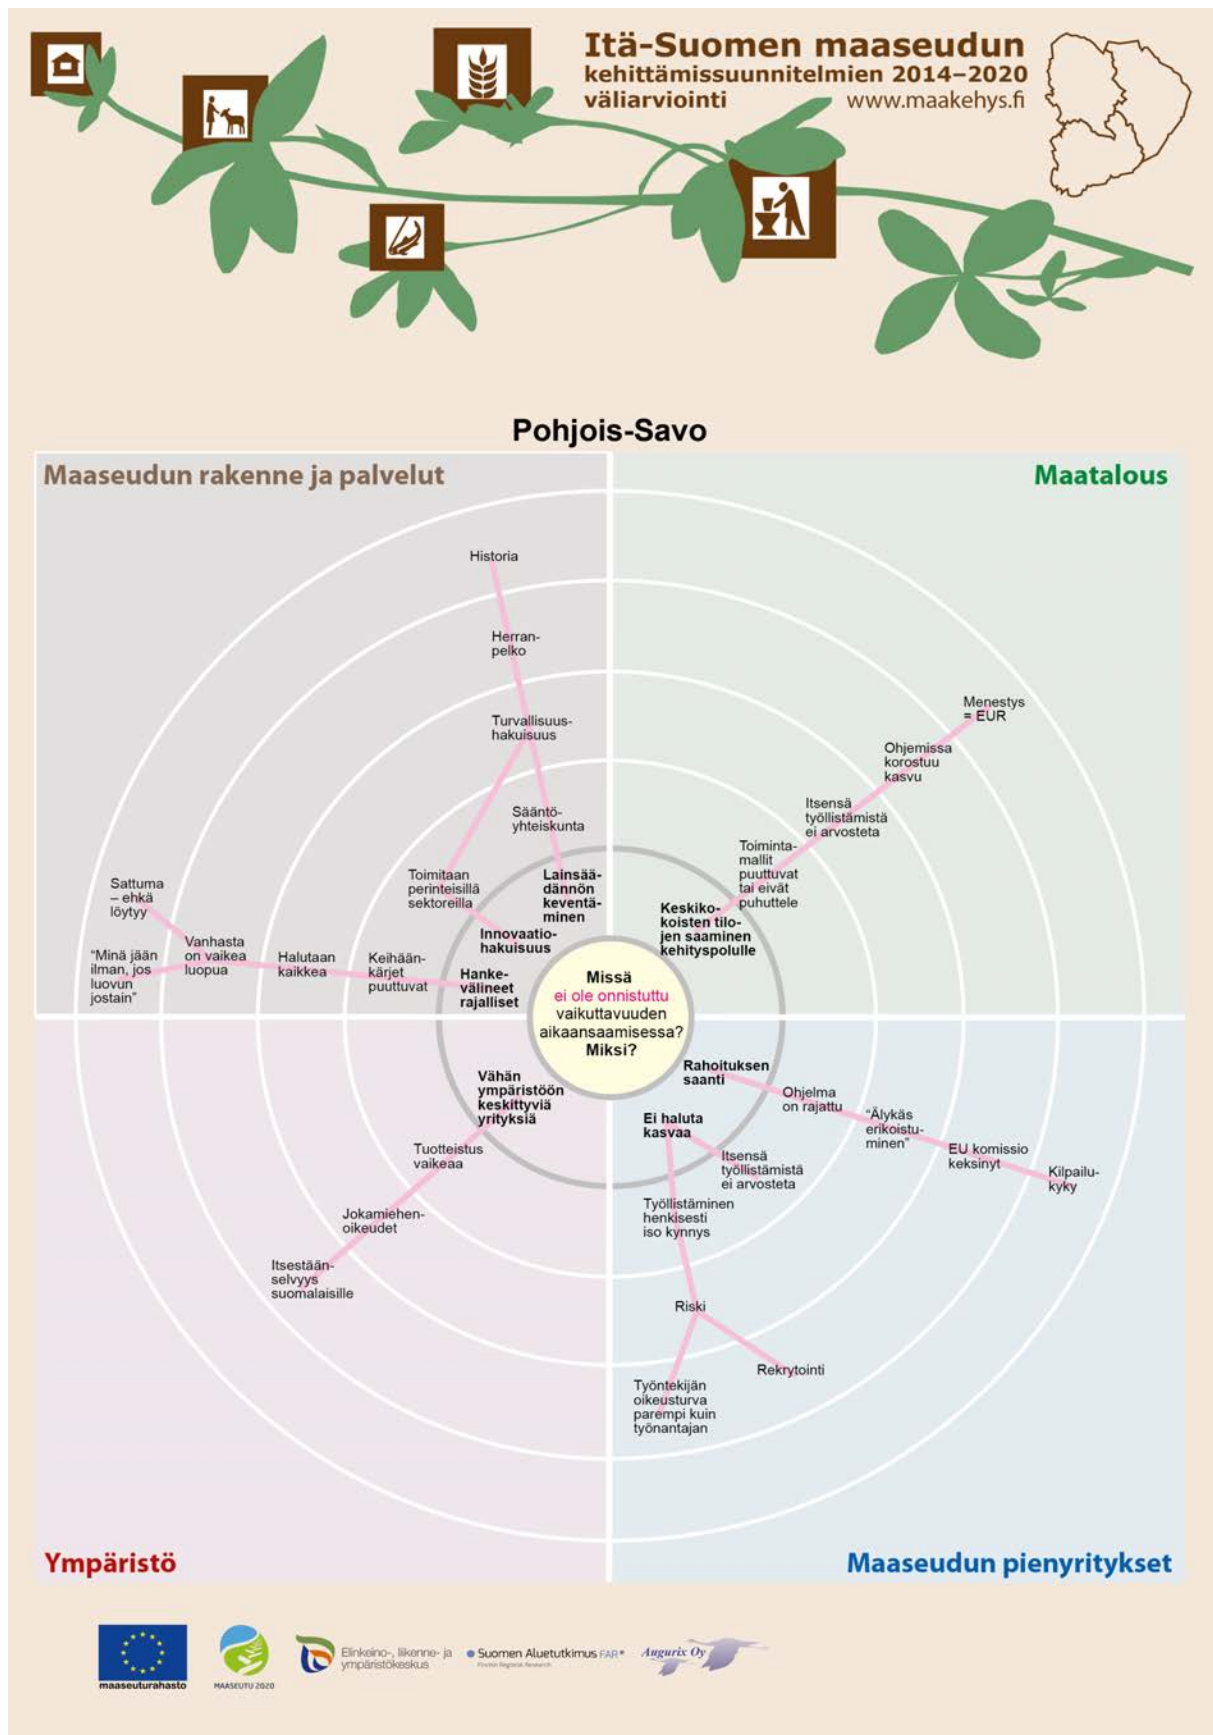 Itä-Suomen maaseudun
kehittämissuunnitelmien 2014–2020
väliarviointi www.maakehys.fi
Pohjois-Savo
Maaseudun rakenne ja palvelut
Maatalous
Historia
Herran-
pelko
Turvallisuus-
hakuisuus
Sääntö-
yhteiskunta
Lainsää-
dännön
keventä-
minen
Toimitaan
perinteisillä
sektoreilla
Innovaatio-
hakuisuus
Sattuma
– ehkä
löytyy
"Minä jään
ilman, jos
luovun
jostain"
Vanhasta
on vaikea
luopua
Halutaan
kaikkea
Keihään-
kärjet
puuttuvat
Hanke-
välineet
rajalliset
Menestys
= EUR
Ohjemissa
korostuu
kasvu
Itsensä
työllistämistä
ei arvosteta
Toiminta-
mallit
puuttuvat
tai eivät
puhuttele
Keskiko-
koisten tilo-
jen saaminen
kehityspolulle
Missä
ei ole onnistuttu
vaikuttavuuden
aikaansaamisessa?
Miksi?
Vähän
ympäristöön
keskittyviä
yrityksiä
Tuotteistus
vaikeaa
Jokamiehen-
oikeudet
Itsestään-
selvyys
suomalaisille
Rahoituksen
saanti
Ohjelma
on rajattu
"Älykäs
erikoistu-
minen"
EU komissio
keksinyt
Kilpailu-
kyky
Ei haluta
kasvaa
Itsensä
työllistämistä
ei arvosteta
Työllistäminen
henkisesti
iso kynnys
Riski
Rekrytointi
Työntekijän
oikeusturva
parempi kuin
työnantajan
Ympäristö
Maaseudun pienyritykset
maaseuturahasto
MAASEUTU 2020
Elinkeino-, liikenne- ja
ympäristökeskus
Suomen Aluetutkimus FAR
Finnish Regional Research
Augurix Oy